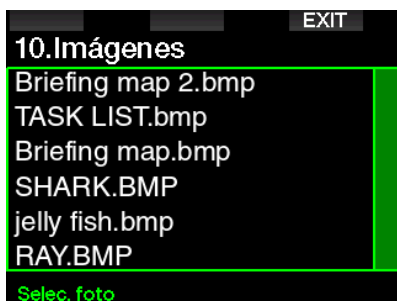 EXIT
10.Imágenes
Briefing map 2.bmp
TASK LIST.bmp
Briefing map.bmp
SHARK.BMP
jelly fish.bmp
RAY.BMP
Selec. foto